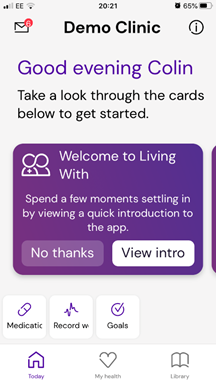 EE 20:21 65%
6 Demo Clinic
Good evening Colin
Take a look through the cards
below to get started.
Welcome to Living
With
Spend a few moments settling in
by viewing a quick introduction to
the app.
No thanks View intro
Medicatic Record w Goals
Today My health Library